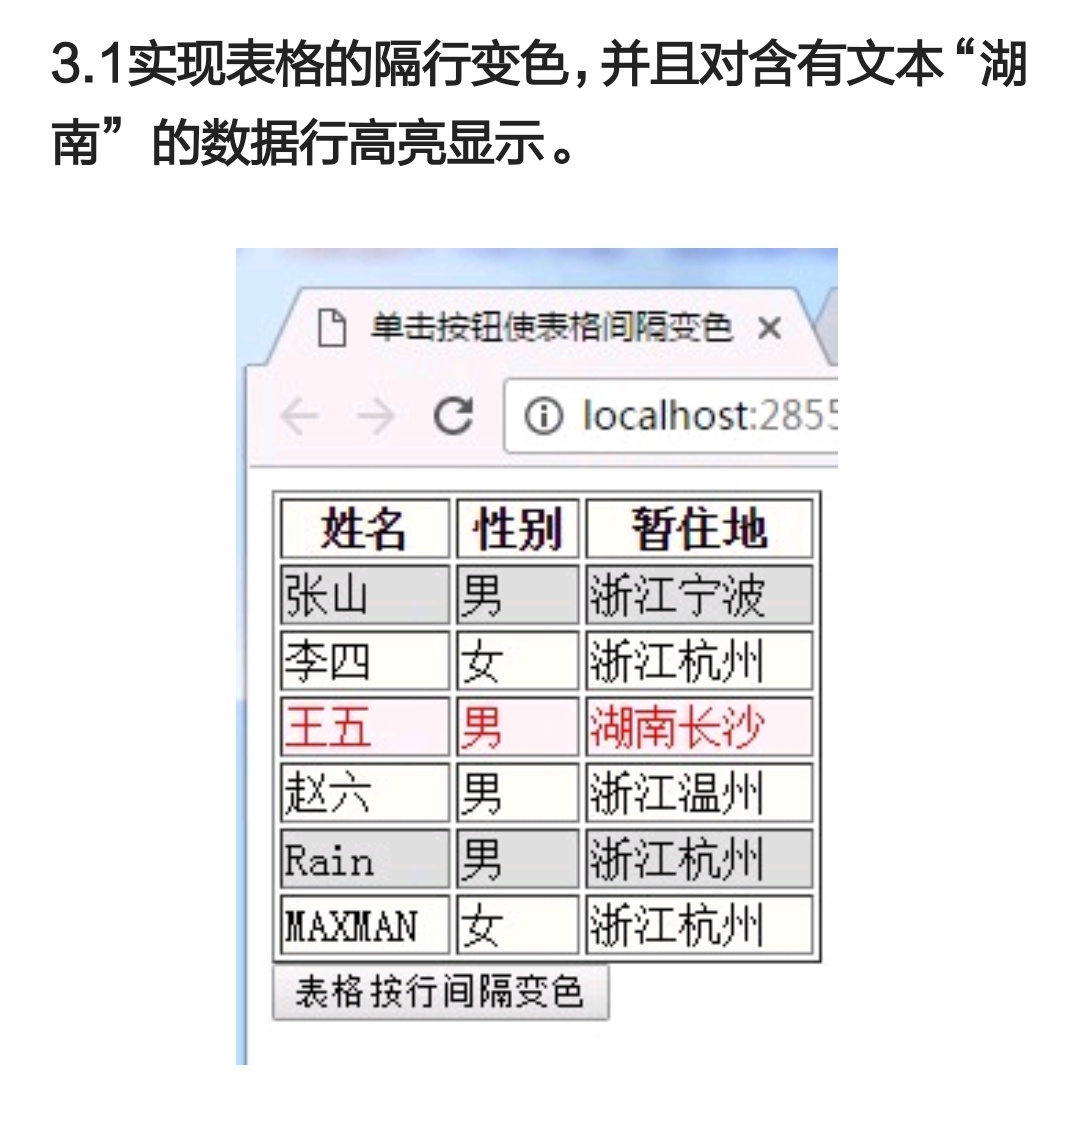 3.1实现表格的隔行变色，并且对含有文本“湖
南”的数据行高亮显示。
单击按钮使表格间隔变色
localhost:2855
姓名 性别 暂住地
张山 男 浙江宁波
李四 女 浙江杭州
王五 男 湖南长沙
赵六 男 浙江温州
Rain 男 浙江杭州
MAXMAN 女 浙江杭州
表格按行间隔变色